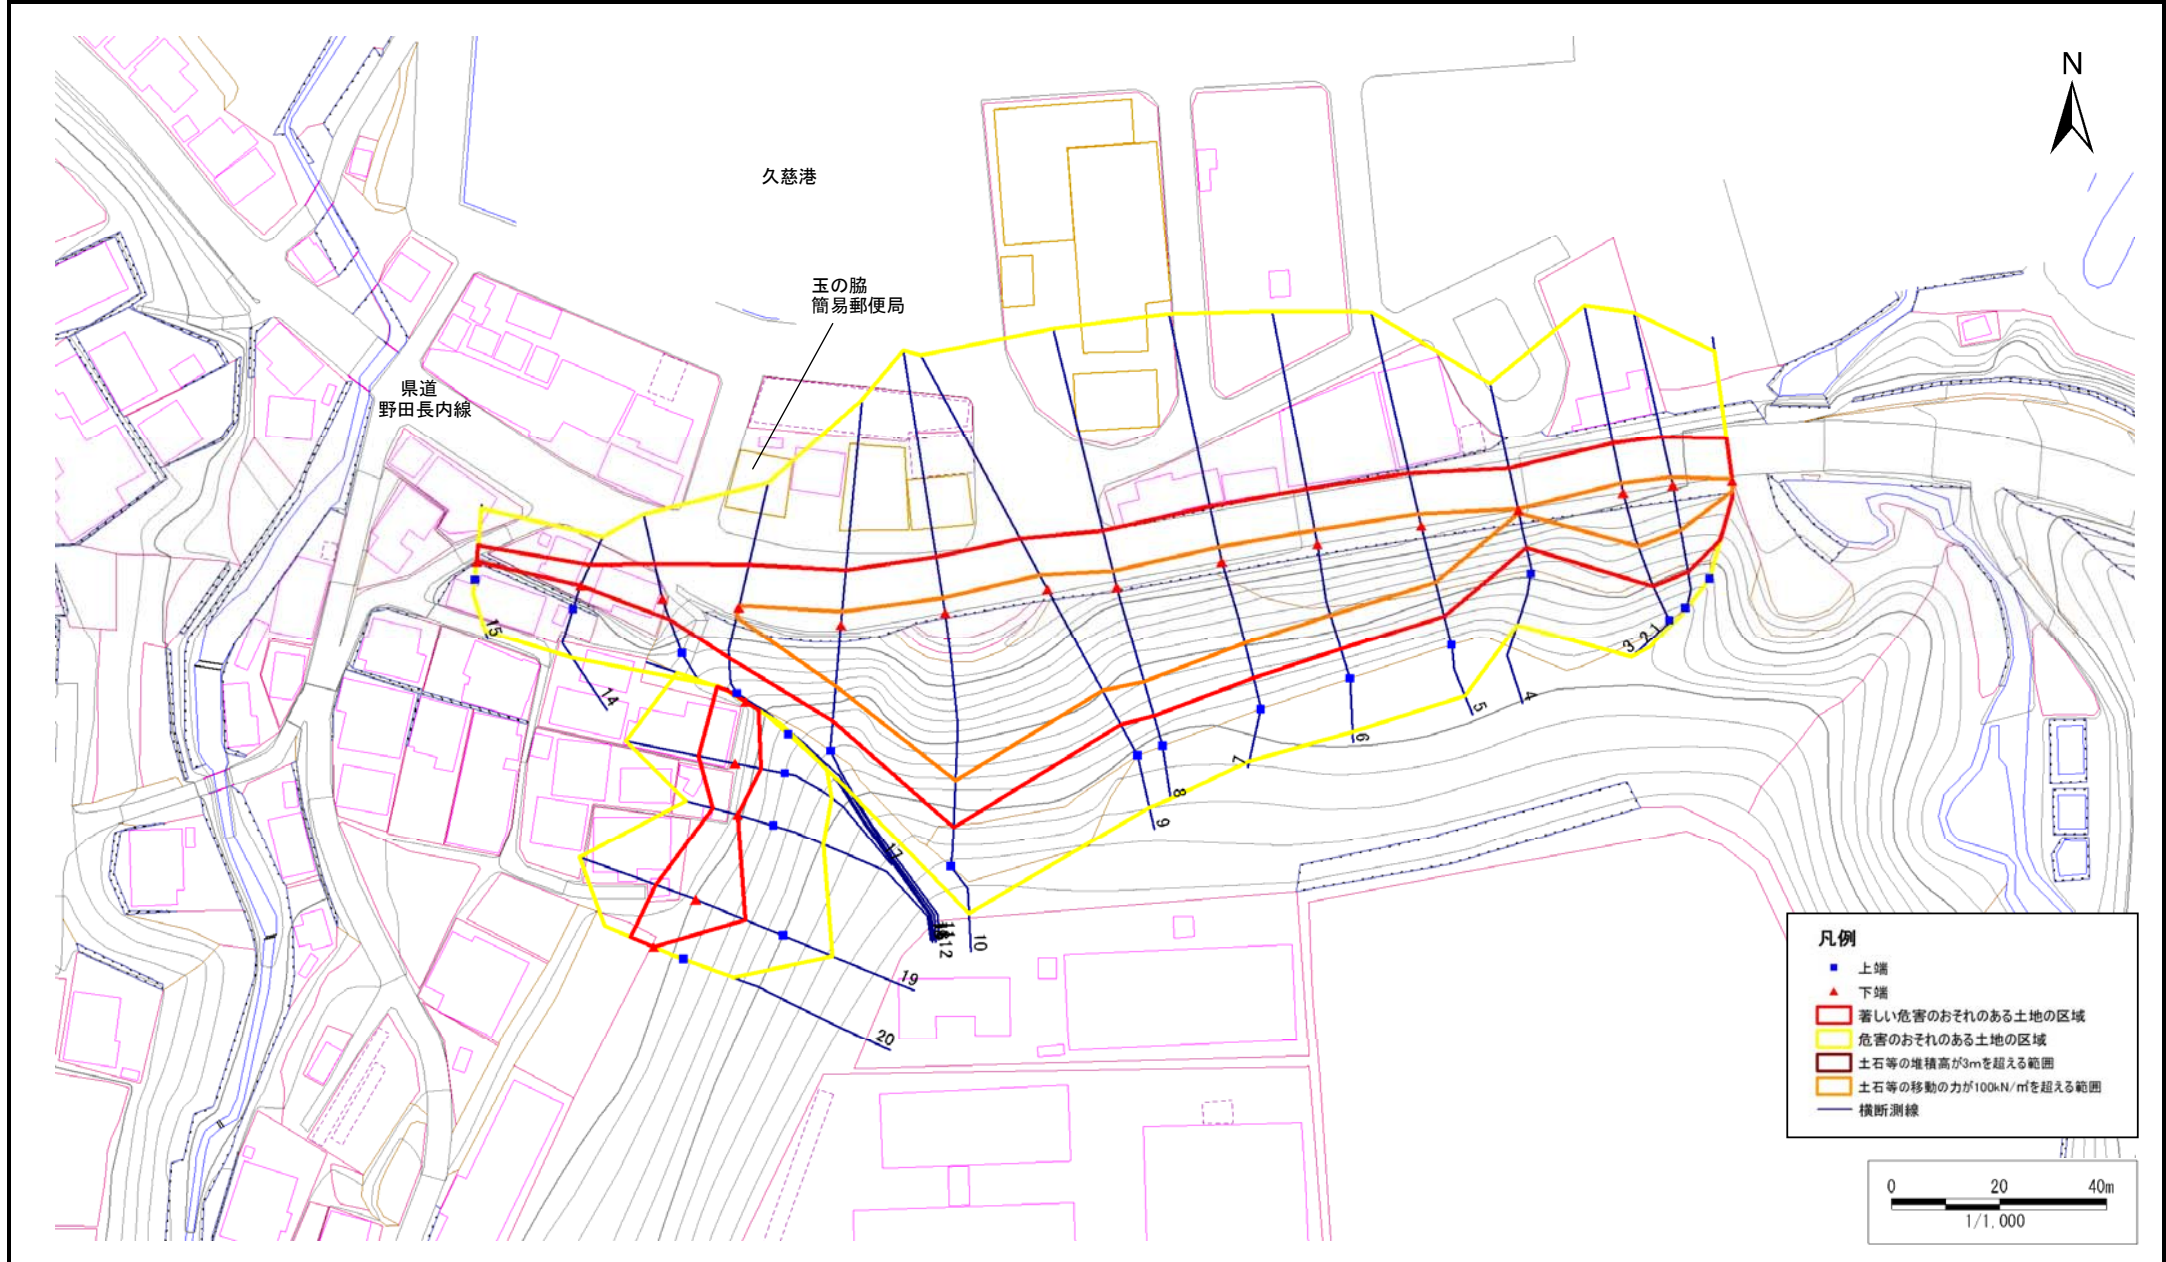 N
久慈港
玉の脇
簡易郵便局
県道
野田長内線
15
14
3
2
1
4
5
6
7
8
9
17
10
11
12
19
20
凡例
上端
下端
著しい危害のおそれのある土地の区域
危害のおそれのある土地の区域
土石等の堆積高が3mを超える範囲
土石等の移動の力が100kN/㎡を超える範囲
横断測線
0 20 40m
1/1,000